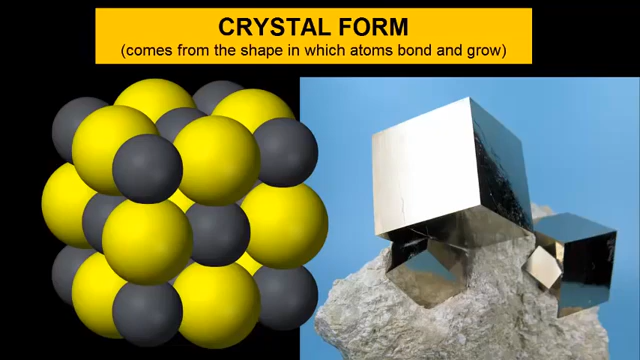 CRYSTAL FORM
(comes from the shape in which atoms bond and grow)